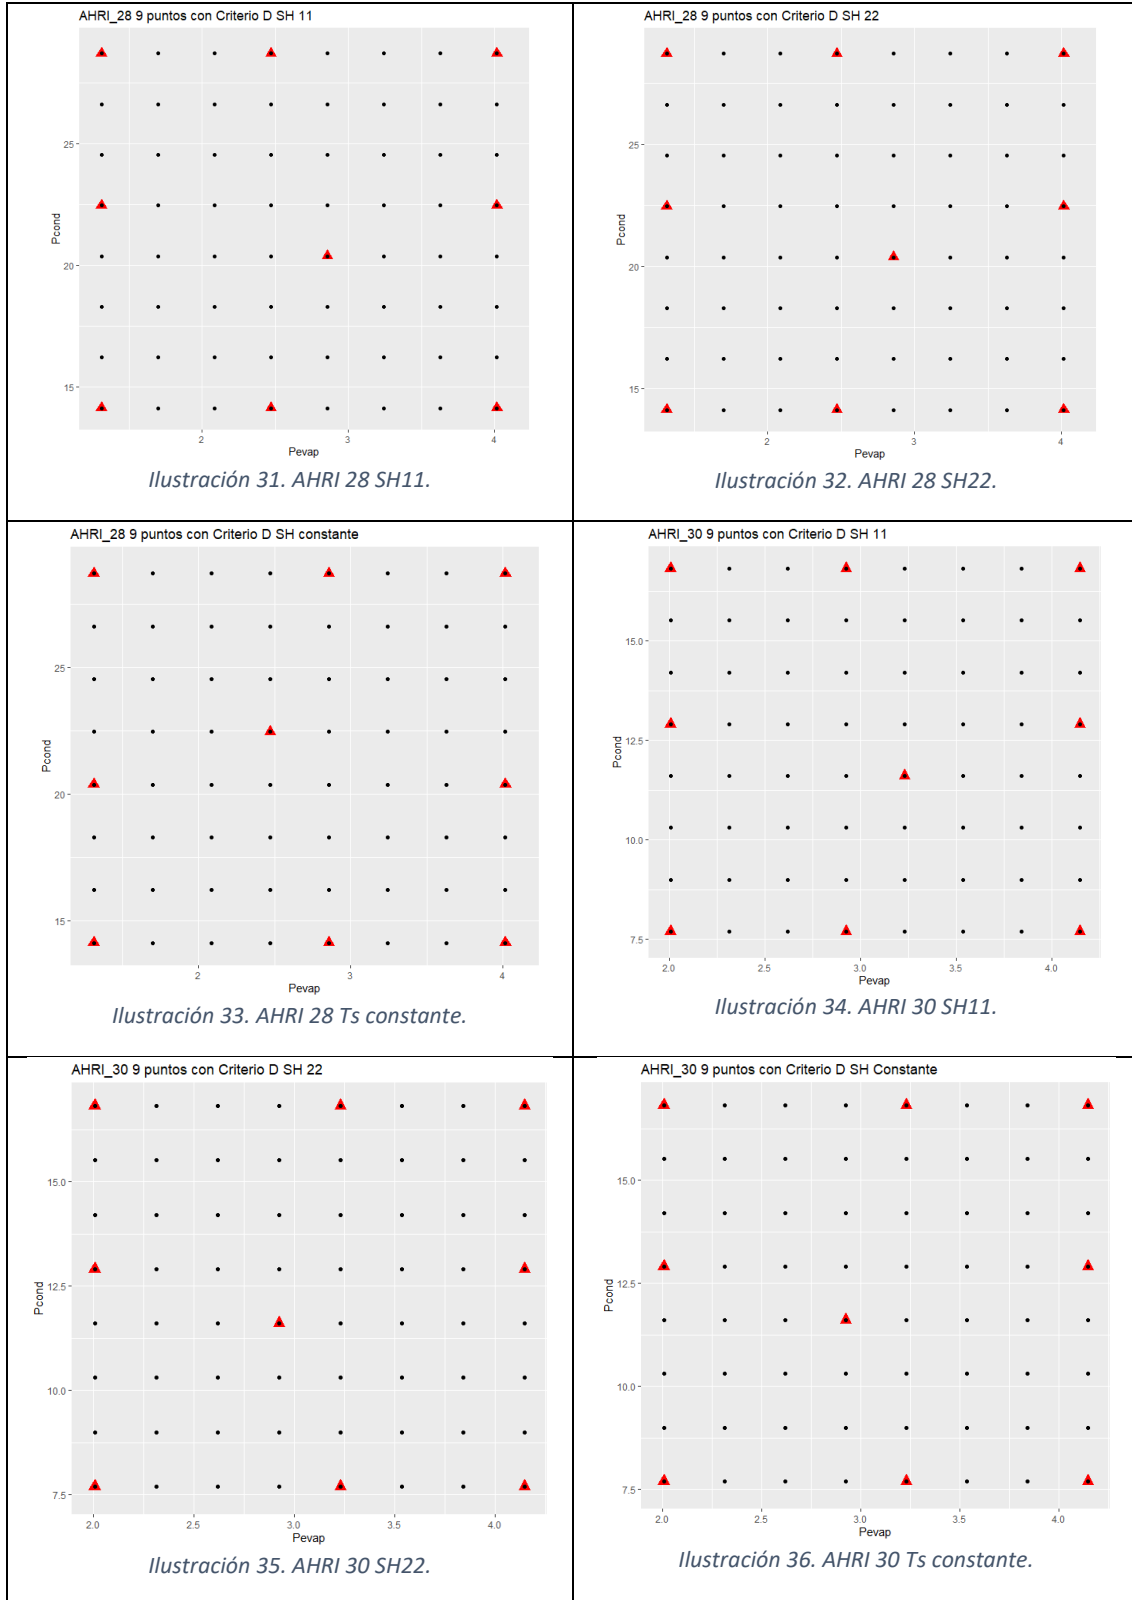 AHRI_28 9 puntos con Criterio D SH 11
25
20
15
Pcond
2
3
4
Pevap
Ilustración 31. AHRI 28 SH11.
AHRI_28 9 puntos con Criterio D SH 22
25
20
15
Pcond
2
3
4
Pevap
Ilustración 32. AHRI 28 SH22.
AHRI_28 9 puntos con Criterio D SH constante
25
20
15
Pcond
2
3
4
Pevap
Ilustración 33. AHRI 28 Ts constante.
AHRI_30 9 puntos con Criterio D SH 11
15.0
12.5
10.0
7.5
Pcond
2.0
2.5
3.0
3.5
4.0
Pevap
Ilustración 34. AHRI 30 SH11.
AHRI_30 9 puntos con Criterio D SH 22
15.0
12.5
10.0
7.5
Pcond
2.0
2.5
3.0
3.5
4.0
Pevap
Ilustración 35. AHRI 30 SH22.
AHRI_30 9 puntos con Criterio D SH Constante
15.0
12.5
10.0
7.5
Pcond
2.0
2.5
3.0
3.5
4.0
Pevap
Ilustración 36. AHRI 30 Ts constante.